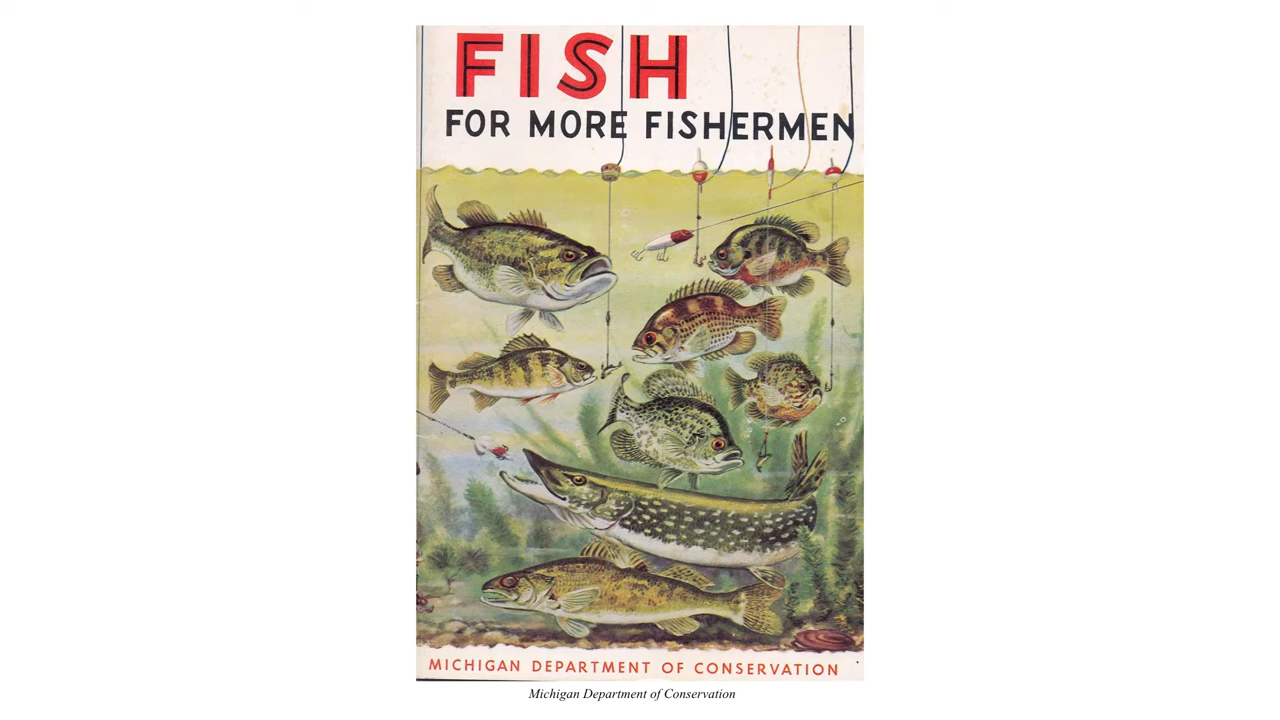 FISH
FOR MORE FISHERMEN
MICHIGAN DEPARTMENT OF CONSERVATION
Michigan Department of Conservation